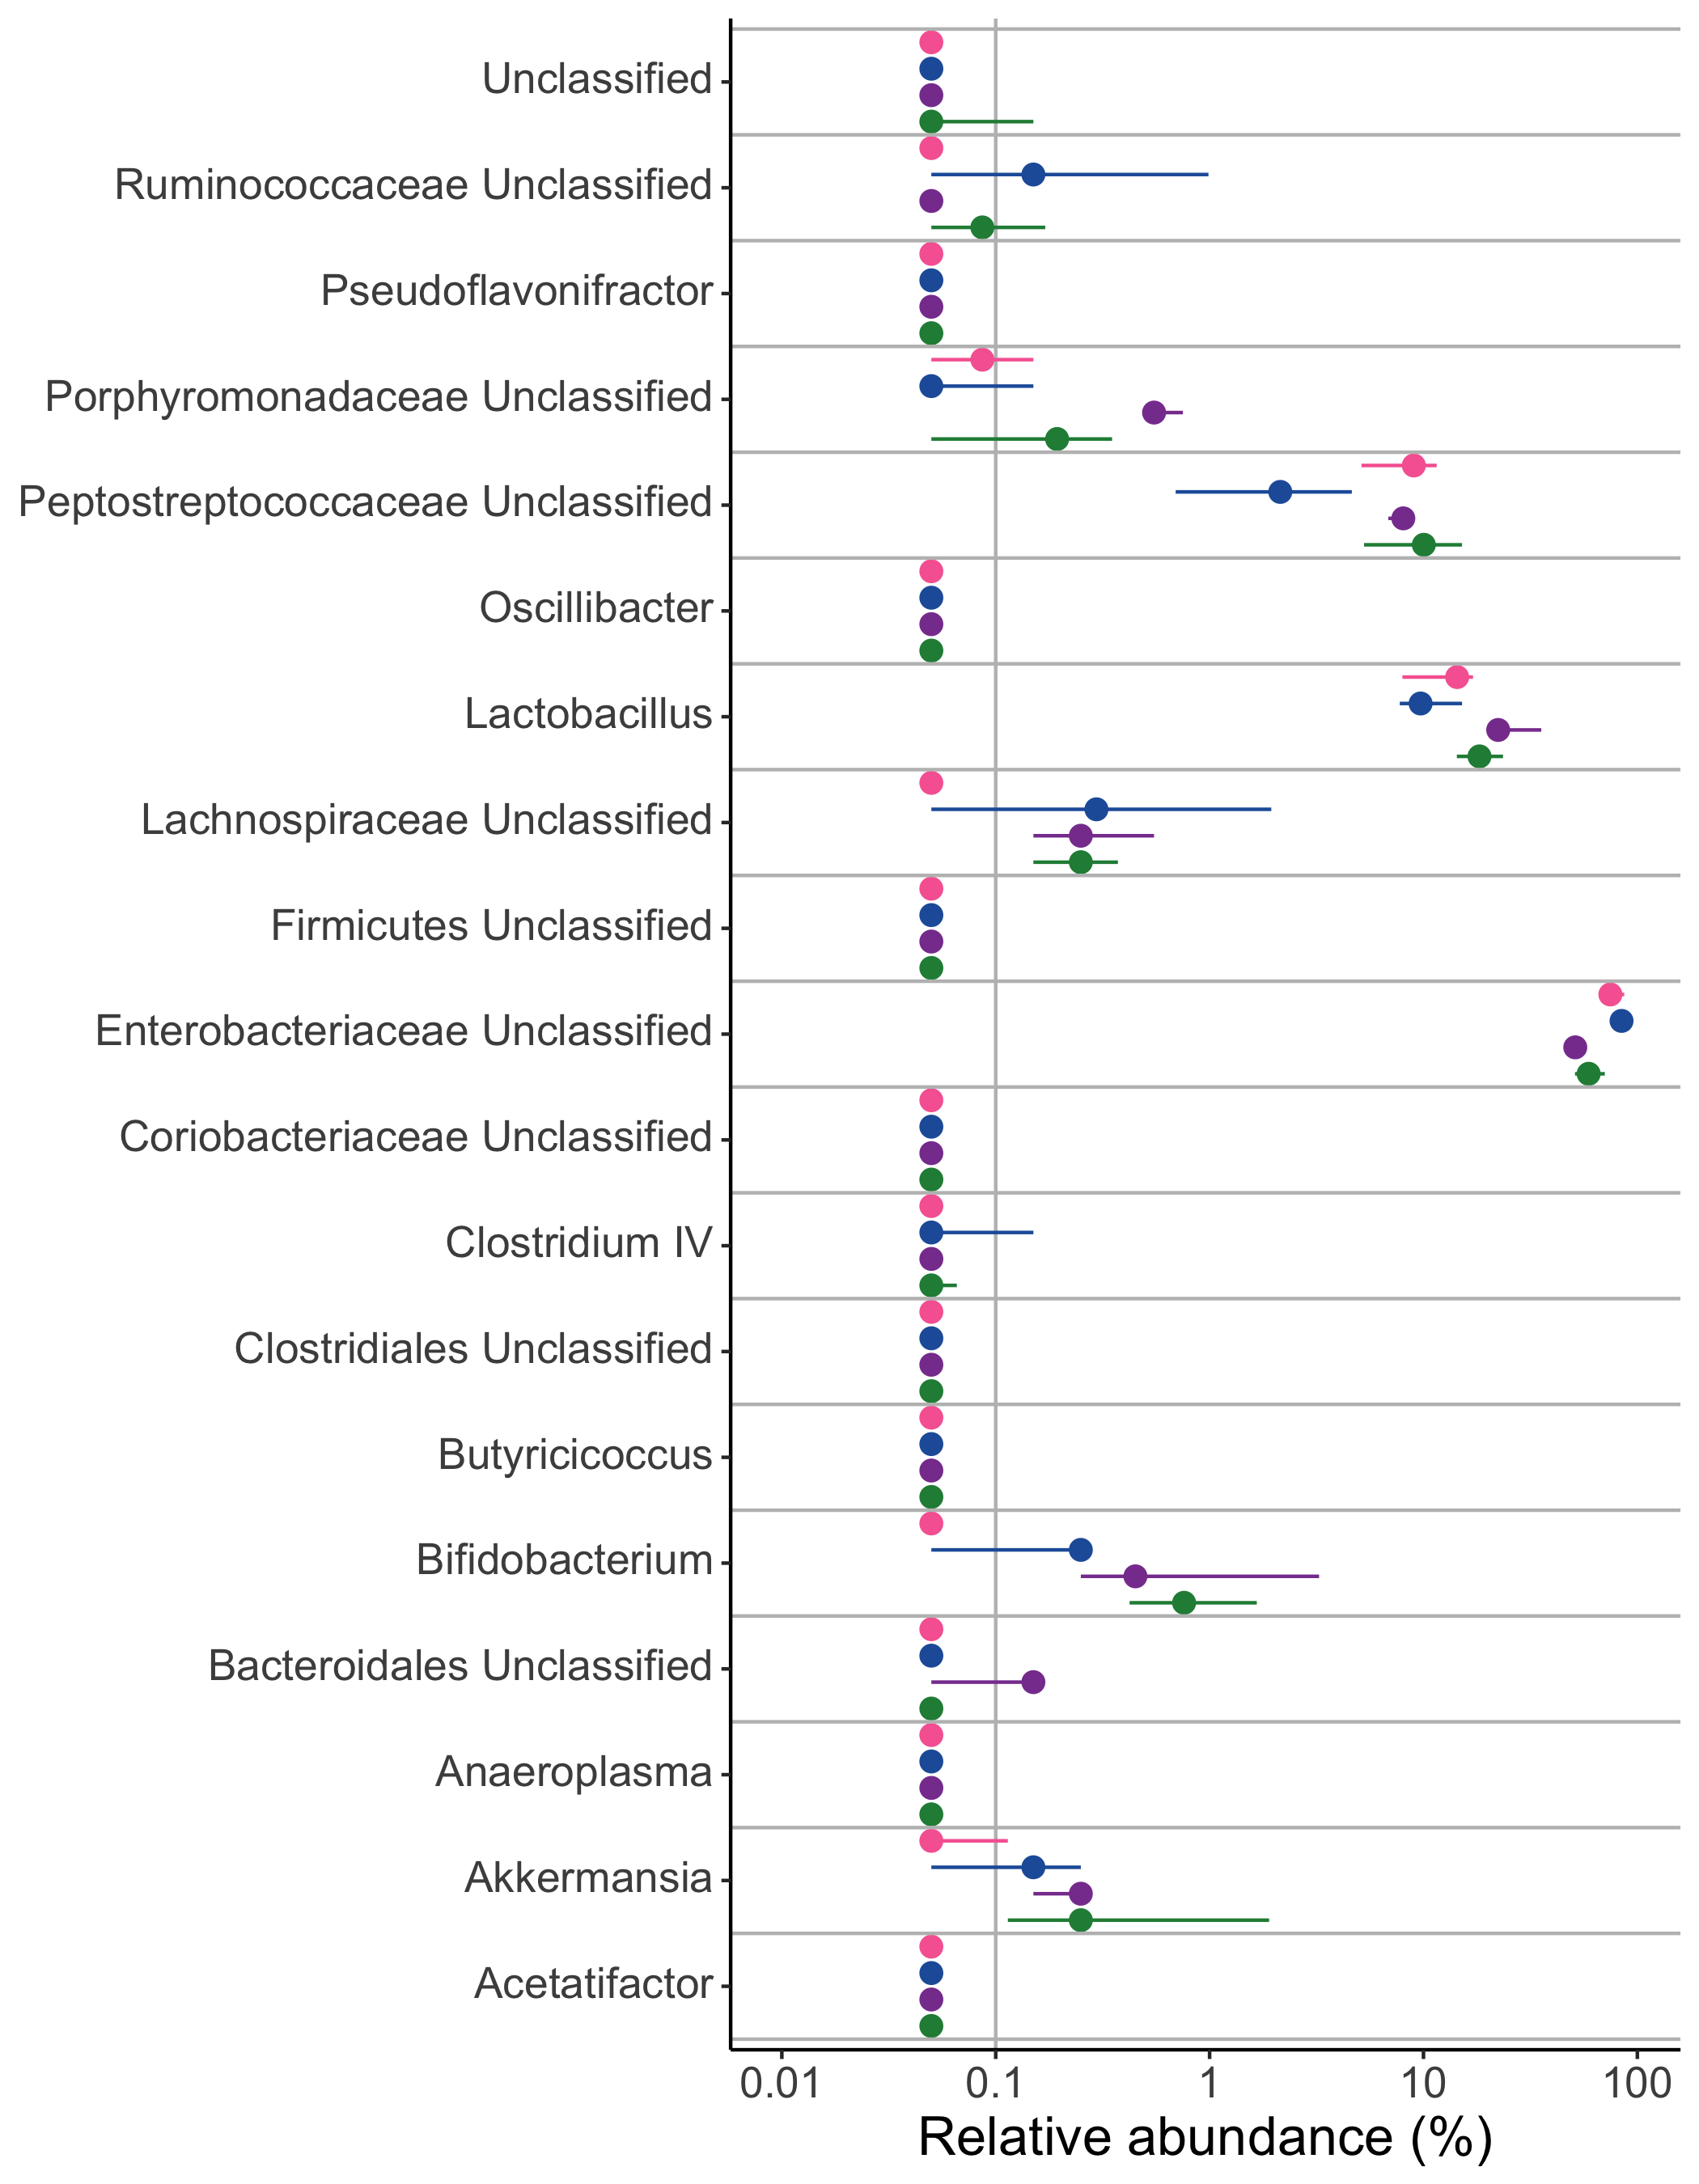 Unclassified
Ruminococcaceae Unclassified
Pseudoflavonifractor
Porphyromonadaceae Unclassified
Peptostreptococcaceae Unclassified
Oscillibacter
Lactobacillus
Lachnospiraceae Unclassified
Firmicutes Unclassified
Enterobacteriaceae Unclassified
Coriobacteriaceae Unclassified
Clostridium IV
Clostridiales Unclassified
Butyricicoccus
Bifidobacterium
Bacteroidales Unclassified
Anaeroplasma
Akkermansia
Acetatifactor
0.01 0.1 1 10 100
Relative abundance (%)